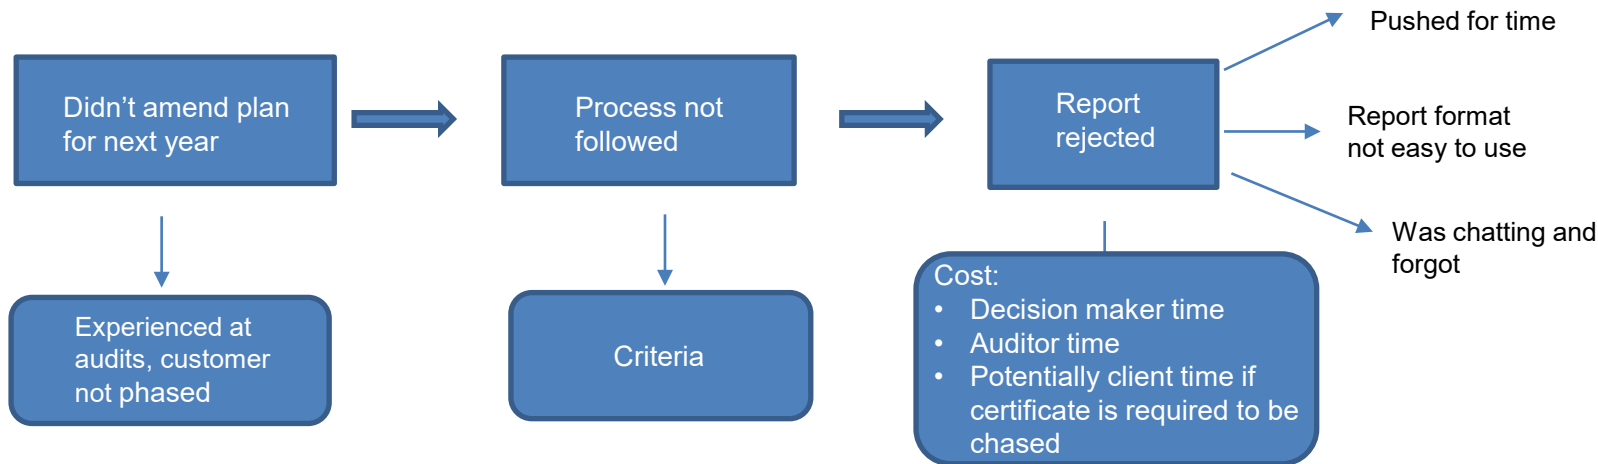 Pushed for time
Didn’t amend plan
for next year
Process not
followed
Report
rejected
Report format
not easy to use
Was chatting and
forgot
Experienced at
audits, customer
not phased
Criteria
Cost:
• Decision maker time
• Auditor time
• Potentially client time if
certificate is required to be
chased